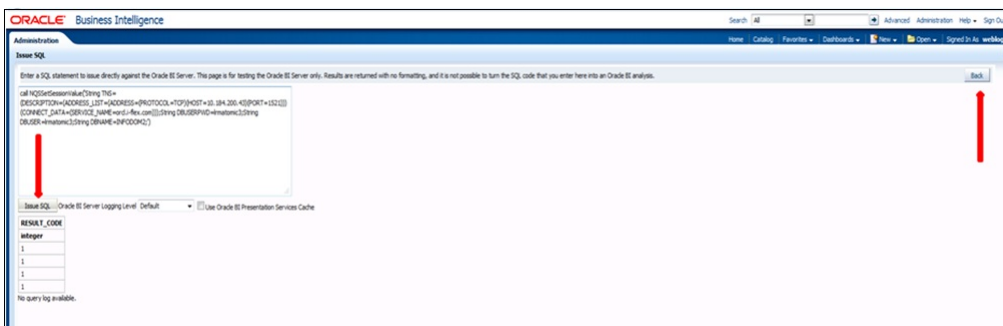 ORACLE Business Intelligence
Search All Advanced Administration Help Sign Ou
Administration
Home Catalog Favorites Dashboards New Open Signed In As weblog
Issue SQL
Enter a SQL statement to issue directly against the Oracle BI Server. This page is for testing the Oracle BI Server only. Results are returned with no formatting, and it is not possible to turn the SQL code that you enter here into an Oracle BI analysis.
Back
call NQSSetSessionValue('String TNS=
(DESCRIPTION=(ADDRESS_LIST=(ADDRESS=(PROTOCOL=TCP)(HOST=10.184.200.43)(PORT=1521)))
(CONNECT_DATA=(SERVICE_NAME=ord.i-flex.com)));String DBUSERPWD=irmatomic3;String
DBUSER=irmatomic3;String DBNAME=INFODOM2;')
Issue SQL Oracle BI Server Logging Level Default Use Oracle BI Presentation Services Cache
RESULT_CODE
integer
1
1
1
1
No query log available.